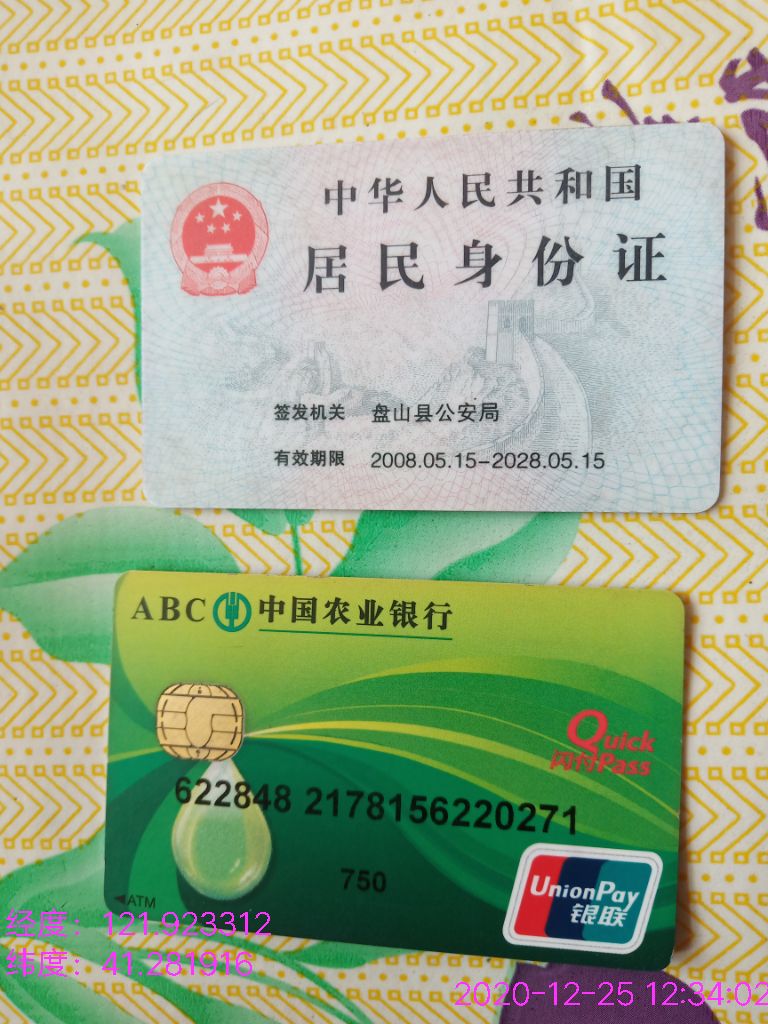 中华人民共和国
居民身份证
签发机关 盘山县公安局
有效期限 2008.05.15-2028.05.15
ABC 中国农业银行
Quick
闪付Pass
622848 2178156220271
750
UnionPay
银联
◀ATM
经度：121.923312
纬度：41.281916
2020-12-25 12:34:02